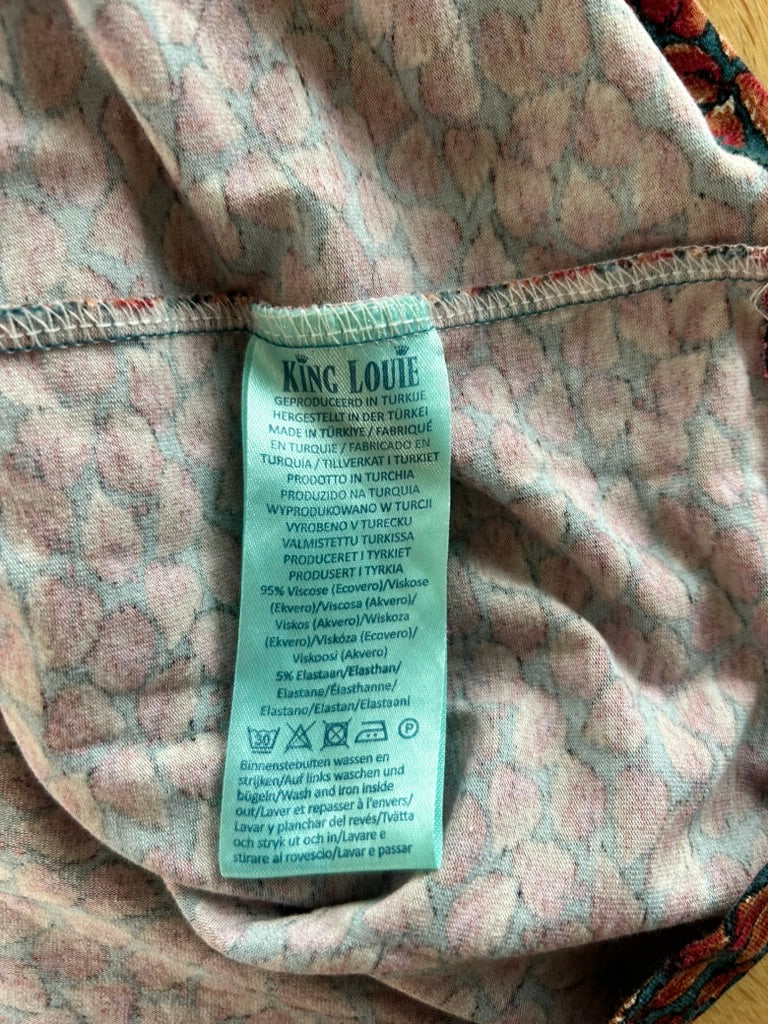 KING LOUIE
GEPRODUCEERD IN TURKIJE
HERGESTELLT IN DER TÜRKEI
MADE IN TÜRKİYE / FABRIQUÉ
EN TURQUIE / FABRICADO EN
TURQUIA / TILLVERKAT I TURKIET
PRODOTTO IN TURCHIA
PRODUZIDO NA TURQUIA
WYPRODUKOWANO W TURCJI
VYROBENO V TURECKU
VALMISTETTU TURKISSA
PRODUCERET I TYRKIET
PRODUSERT I TYRKIA
95% Viscose (Ecovero)/Viskose
(Ekvero)/Viscosa (Akvero)/
Viskos (Akvero)/Wiskoza
(Ekvero)/Viskóza (Ecovero)/
Viskoosi (Akvero)
5% Elastaan/Elasthan/
Elastane/Élasthanne/
Elastano/Elastan/Elastaani
30 P
Binnenstebuiten wassen en
strijken/Auf links waschen und
bügeln/Wash and iron inside
out/Laver et repasser à l'envers/
Lavar y planchar del revés/Tvätta
och stryk ut och in/Lavare e
stirare al rovescio/Lavar e passar